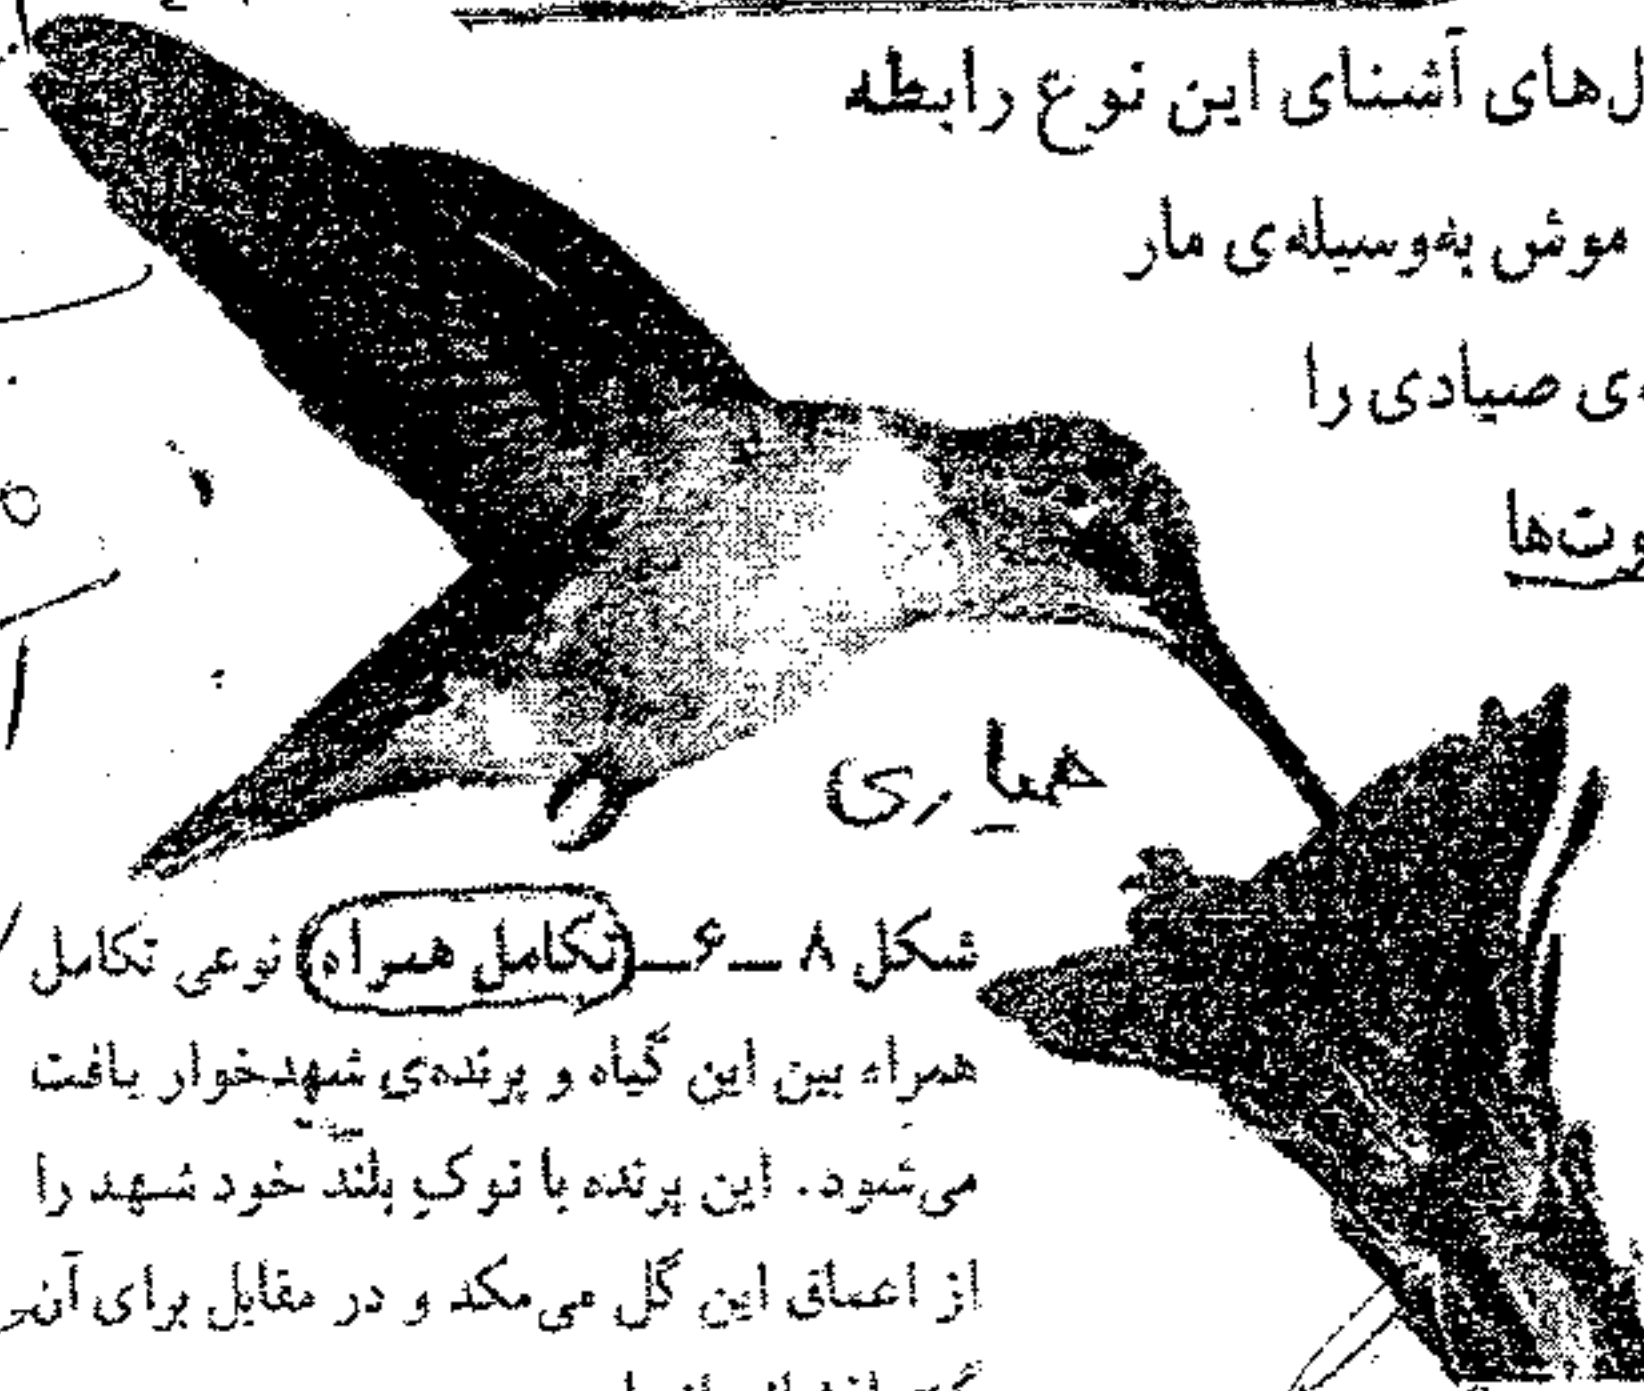 ل‌های آشنای این نوع رابطه
موش به‌وسیله‌ی مار
ی صیادی را
وت‌ها
همیاری
شکل ۸ ـ۶ـ تکامل همراه نوعی تکامل
همراه بین این گیاه و پرنده‌ی شهدخوار یافت
می‌شود. این پرنده با نوک بلند خود شهد را
از اعماق این گل می‌مکد و در مقابل برای آن